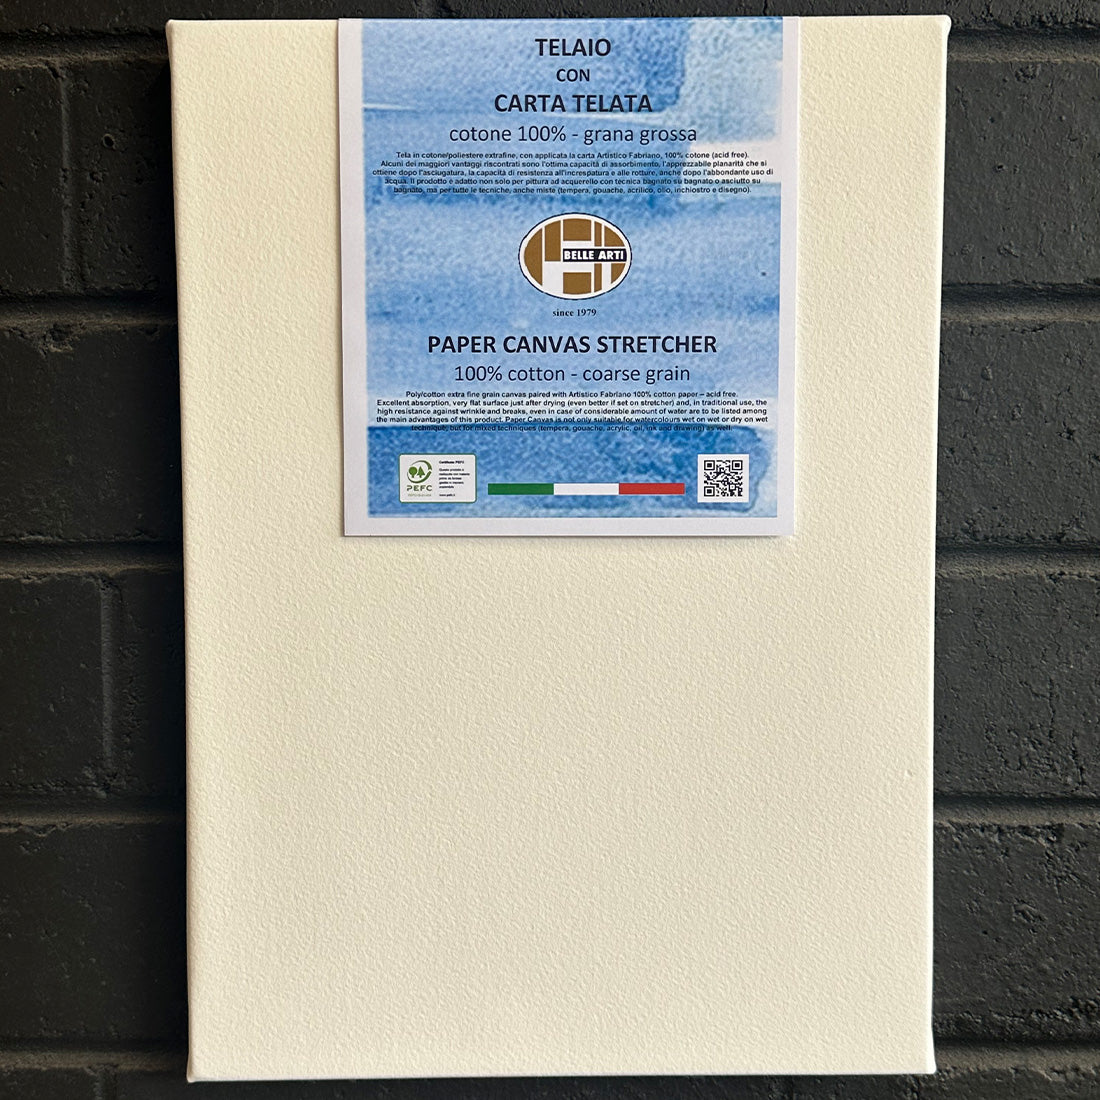 TELAIO
CON
CARTA TELATA
cotone 100% - grana grossa
Tela in cotone/poliestere extrafine, con applicata la carta Artistico Fabriano, 100% cotone (acid free).
Alcuni dei maggiori vantaggi riscontrati sono l'ottima capacità di assorbimento, l'apprezzabile planarità che si
ottiene dopo l'asciugatura, la capacità di resistenza all'increspatura e alle rotture, anche dopo l'abbondante uso di
acqua. Il prodotto è adatto non solo per pittura ad acquerello con tecnica bagnato su bagnato o asciutto su
bagnato, ma per tutte le tecniche, anche miste (tempera, gouache, acrilico, olio, inchiostro e disegno).
BELLE ARTI
since 1979
PAPER CANVAS STRETCHER
100% cotton - coarse grain
Poly/cotton extra fine grain canvas paired with Artistico Fabriano 100% cotton paper – acid free.
Excellent absorption, very flat surface just after drying (even better if set on stretcher) and, in traditional use, the
high resistance against wrinkle and breaks, even in case of considerable amount of water are to be listed among
the main advantages of this product. Paper Canvas is not only suitable for watercolours wet on wet or dry on wet
technique, but for mixed techniques (tempera, gouache, acrylic, oil, ink and drawing) as well.
PEFC
Certificato PEFC
www.pefc.it